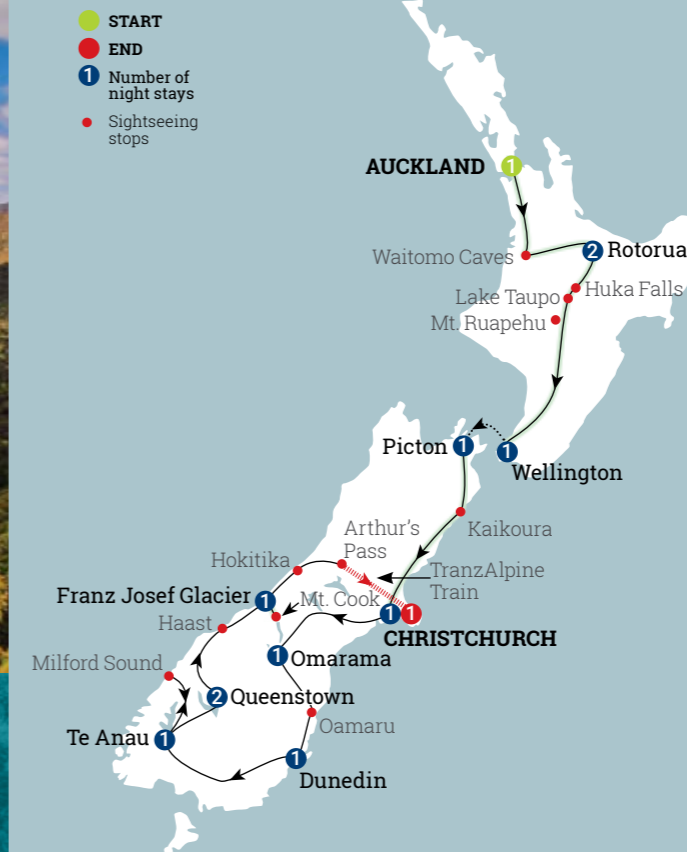 START
END
1 Number of
night stays
Sightseeing
stops
AUCKLAND 1
Waitomo Caves
2 Rotorua
Huka Falls
Lake Taupo
Mt. Ruapehu
Picton 1
1
Wellington
Kaikoura
Arthur's
Pass
Hokitika
TranzAlpine
Train
Franz Josef Glacier 1
Mt. Cook
1 1
CHRISTCHURCH
Haast
1 Omarama
Milford Sound
2 Queenstown
Oamaru
Te Anau 1
1
Dunedin